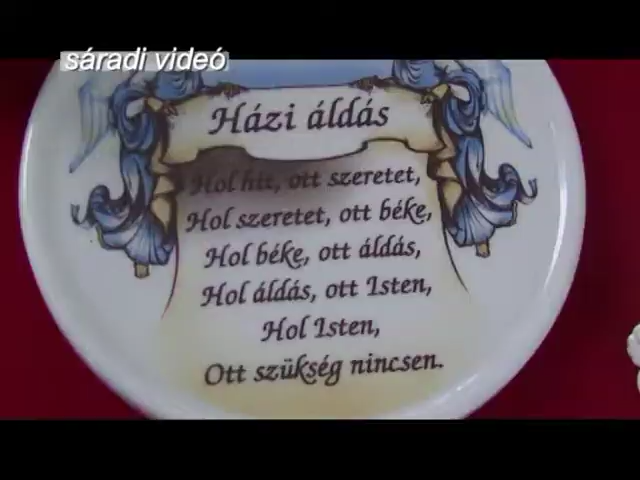 sáradi videó
Házi áldás
Hol hit, ott szeretet,
Hol szeretet, ott béke,
Hol béke, ott áldás,
Hol áldás, ott Isten,
Hol Isten,
Ott szükség nincsen.